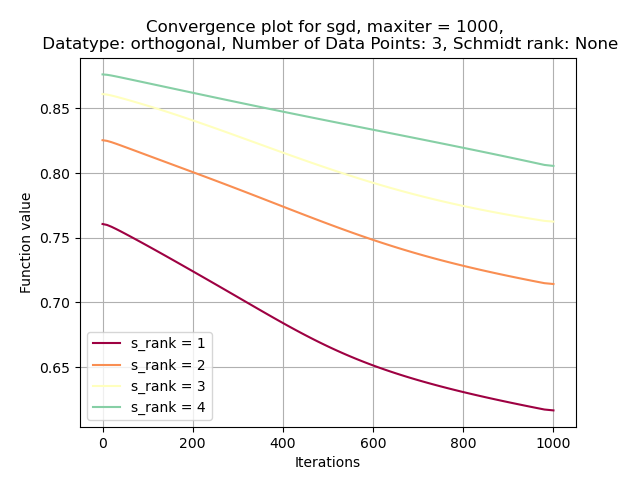 Convergence plot for sgd, maxiter = 1000,
Datatype: orthogonal, Number of Data Points: 3, Schmidt rank: None
0.85
0.80
0.75
0.70
0.65
Function value
s_rank = 1
s_rank = 2
s_rank = 3
s_rank = 4
0 200 400 600 800 1000
Iterations